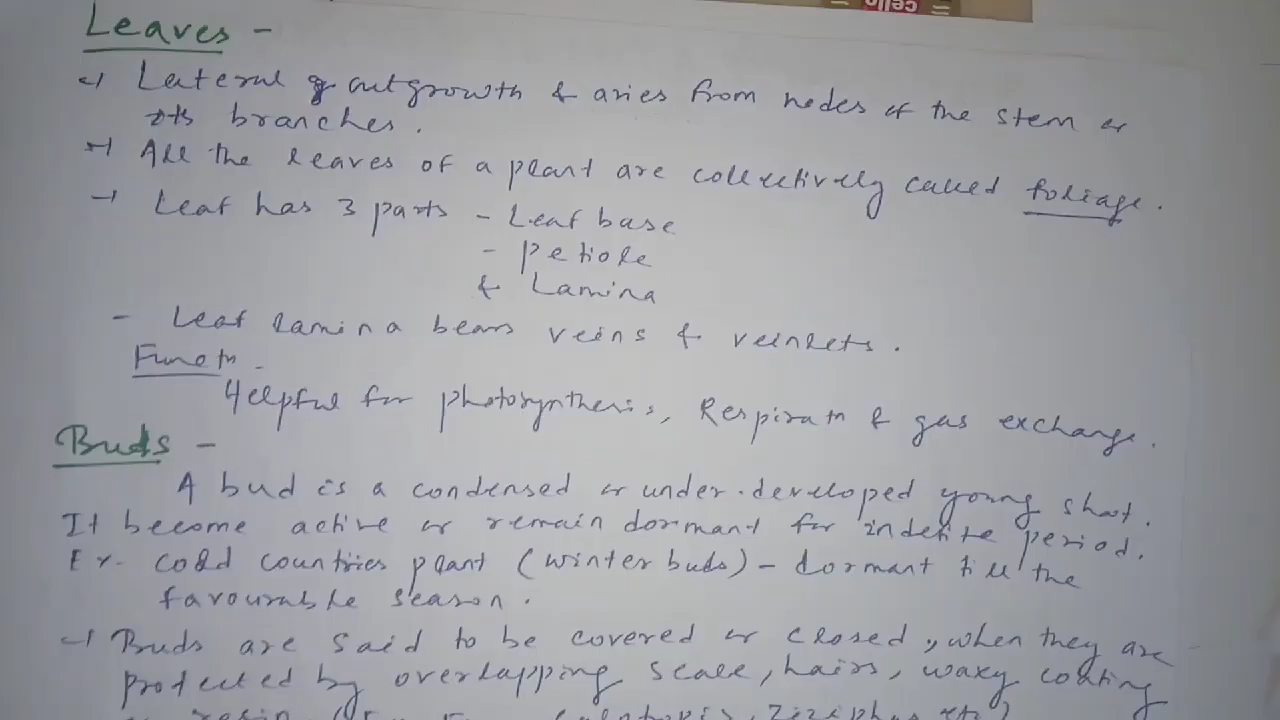 cello
Leaves -
→ Lateral outgrowth & aries from nodes of the stem or
its branches.
→ All the leaves of a plant are collectively called foliage.
→ Leaf has 3 parts - Leaf base
- Petiole
& Lamina
- Leaf lamina bears veins & veinlets.
Functn -
Helpful for photosynthesis, Respiratn & gas exchange.
Buds -
A bud is a condensed or under-developed young shoot.
It become active or remain dormant for indefite period.
Ex. cold countries plant (winter buds) - dormant till the
favourable season.
→ Buds are said to be covered or closed, when they are
protected by overlapping scale, hairs, waxy coating
resin Ziziphus etc)